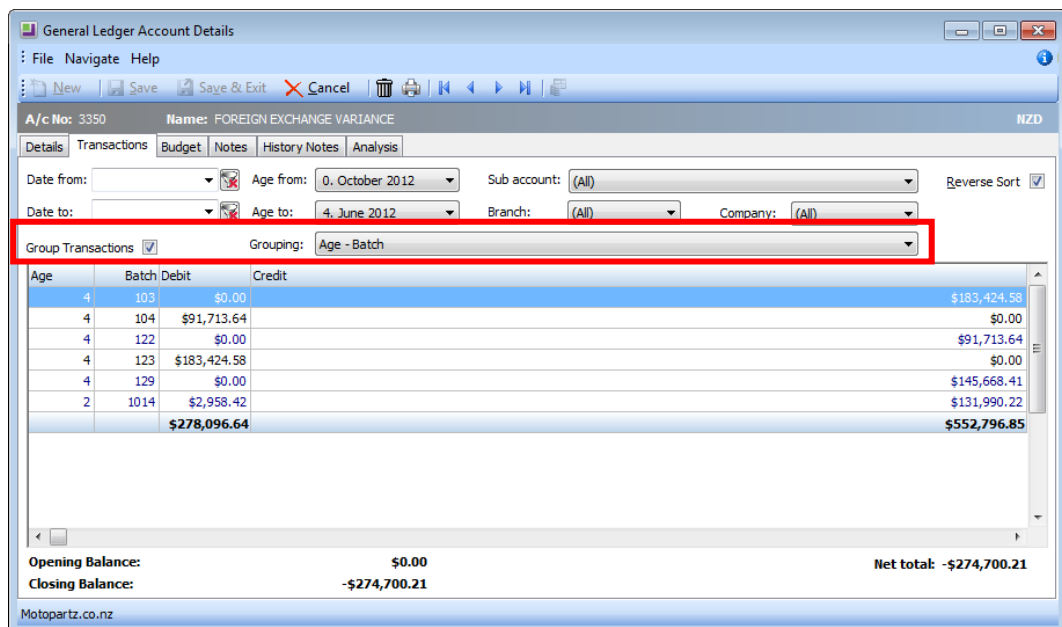 General Ledger Account Details
File Navigate Help
New Save Save & Exit Cancel
A/c No: 3350 Name: FOREIGN EXCHANGE VARIANCE NZD
Details Transactions Budget Notes History Notes Analysis
Date from: Age from: 0. October 2012 Sub account: (All) Reverse Sort
Date to: Age to: 4. June 2012 Branch: (All) Company: (All)
Group Transactions Grouping: Age - Batch
Age Batch Debit Credit
4 103 $0.00 $183,424.58
4 104 $91,713.64 $0.00
4 122 $0.00 $91,713.64
4 123 $183,424.58 $0.00
4 129 $0.00 $145,668.41
2 1014 $2,958.42 $131,990.22
$278,096.64 $552,796.85
Opening Balance: $0.00 Net total: -$274,700.21
Closing Balance: -$274,700.21
Motopartz.co.nz